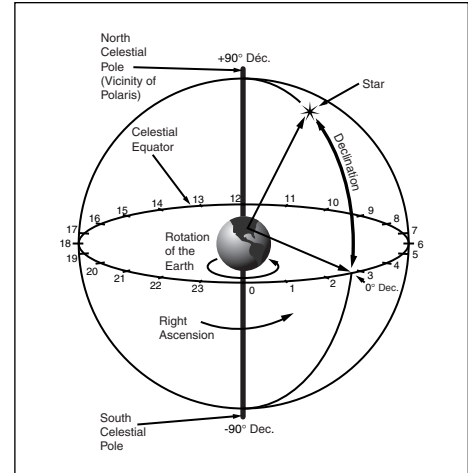 North
Celestial
Pole
(Vicinity of
Polaris)
+90° Déc.
Star
Celestial
Equator
Declination
12
13
14
15
16
17
18
19
20
21
22
23
0
1
2
3
4
5
6
7
8
9
10
11
Rotation
of the
Earth
0° Dec.
Right
Ascension
South
Celestial
Pole
-90° Dec.